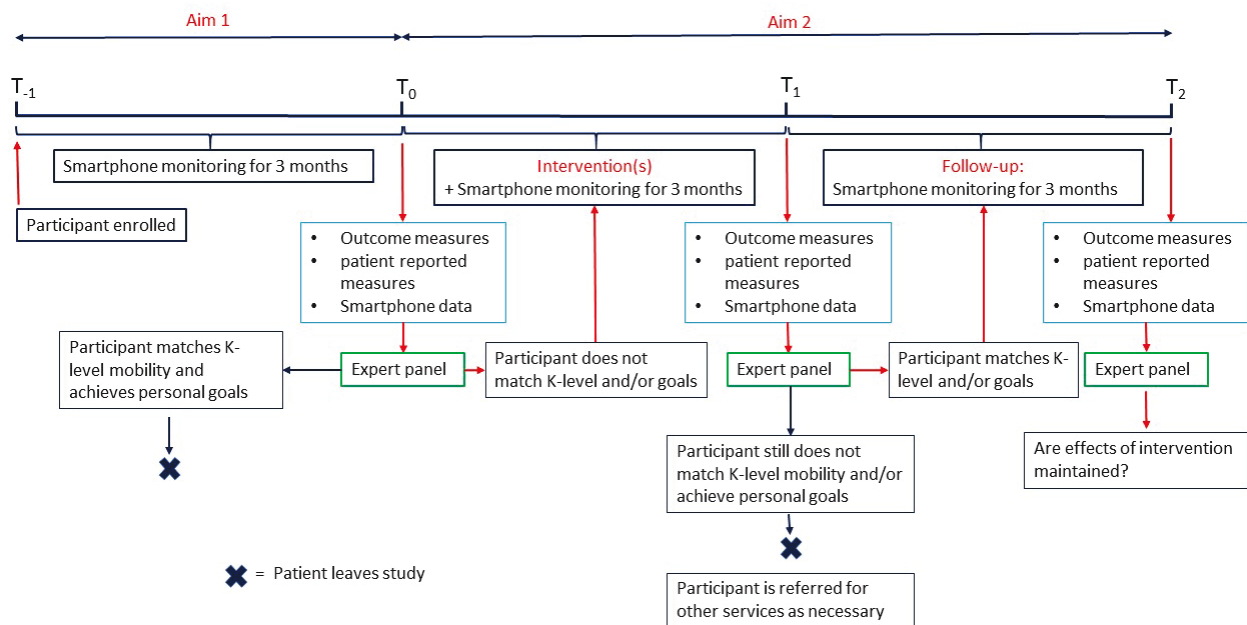 Aim 1
Aim 2
T-1
T0
T1
T2
Smartphone monitoring for 3 months
Intervention(s)
+ Smartphone monitoring for 3 months
Follow-up:
Smartphone monitoring for 3 months
Participant enrolled
• Outcome measures
• patient reported
measures
• Smartphone data
• Outcome measures
• patient reported
measures
• Smartphone data
• Outcome measures
• patient reported
measures
• Smartphone data
Participant matches K-
level mobility and
achieves personal goals
Expert panel
Participant does not
match K-level and/or goals
Expert panel
Participant matches K-
level and/or goals
Expert panel
Participant still does not
match K-level mobility and/or
achieve personal goals
Are effects of intervention
maintained?
= Patient leaves study
Participant is referred for
other services as necessary